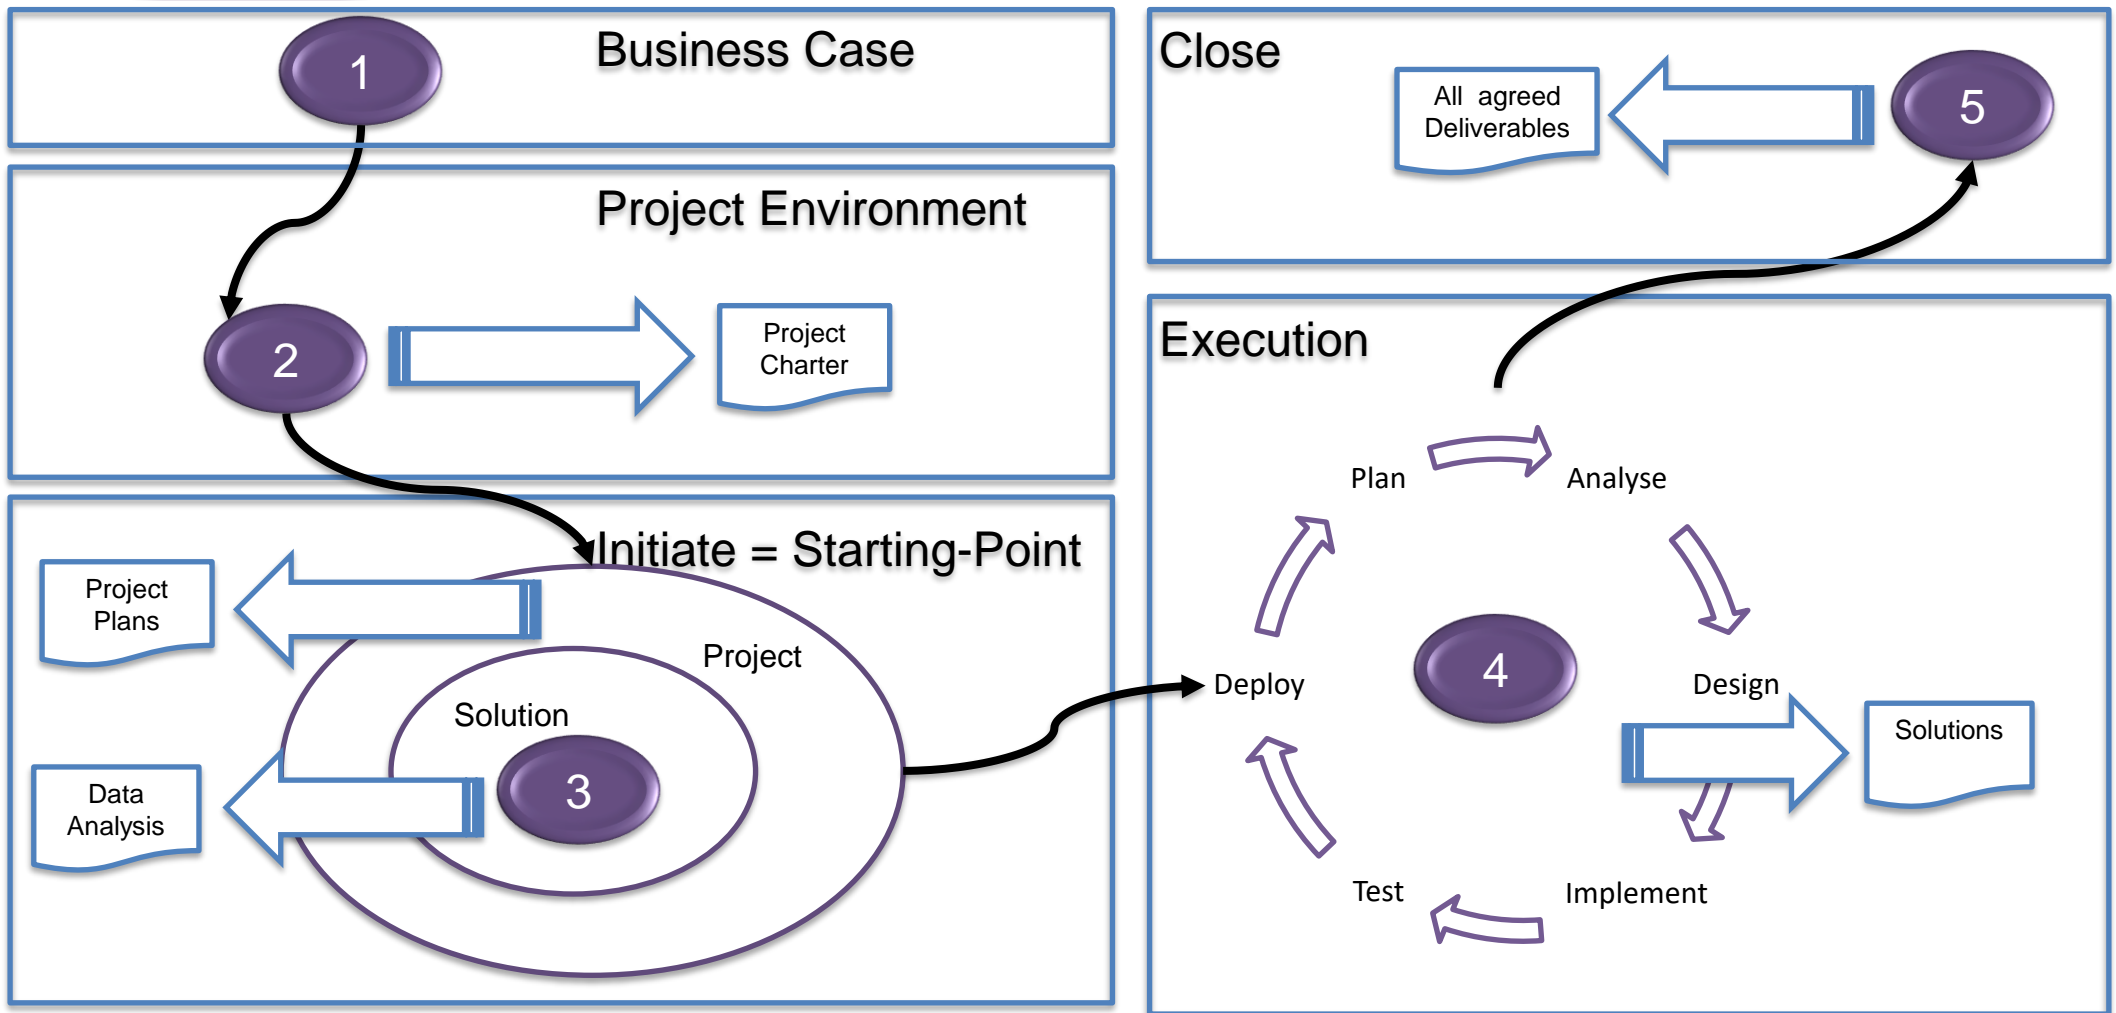 1
Business Case
Project Environment
2
Project
Charter
Initiate = Starting-Point
Project
Plans
Project
Solution
3
Data
Analysis
Close
All agreed
Deliverables
5
Execution
Plan
Analyse
Deploy
4
Design
Solutions
Test
Implement